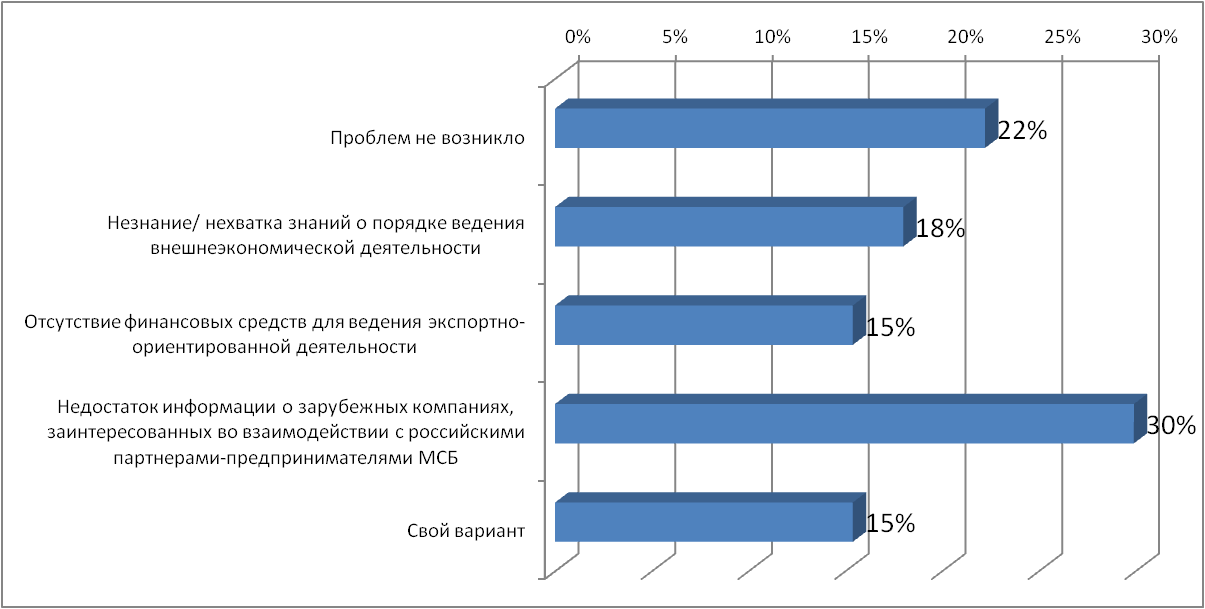 0% 5% 10% 15% 20% 25% 30%
Проблем не возникло
22%
Незнание/ нехватка знаний о порядке ведения
внешнеэкономической деятельности
18%
Отсутствие финансовых средств для ведения экспортно-
ориентированной деятельности
15%
Недостаток информации о зарубежных компаниях,
заинтересованных во взаимодействии с российскими
партнерами-предпринимателями МСБ
30%
Свой вариант
15%